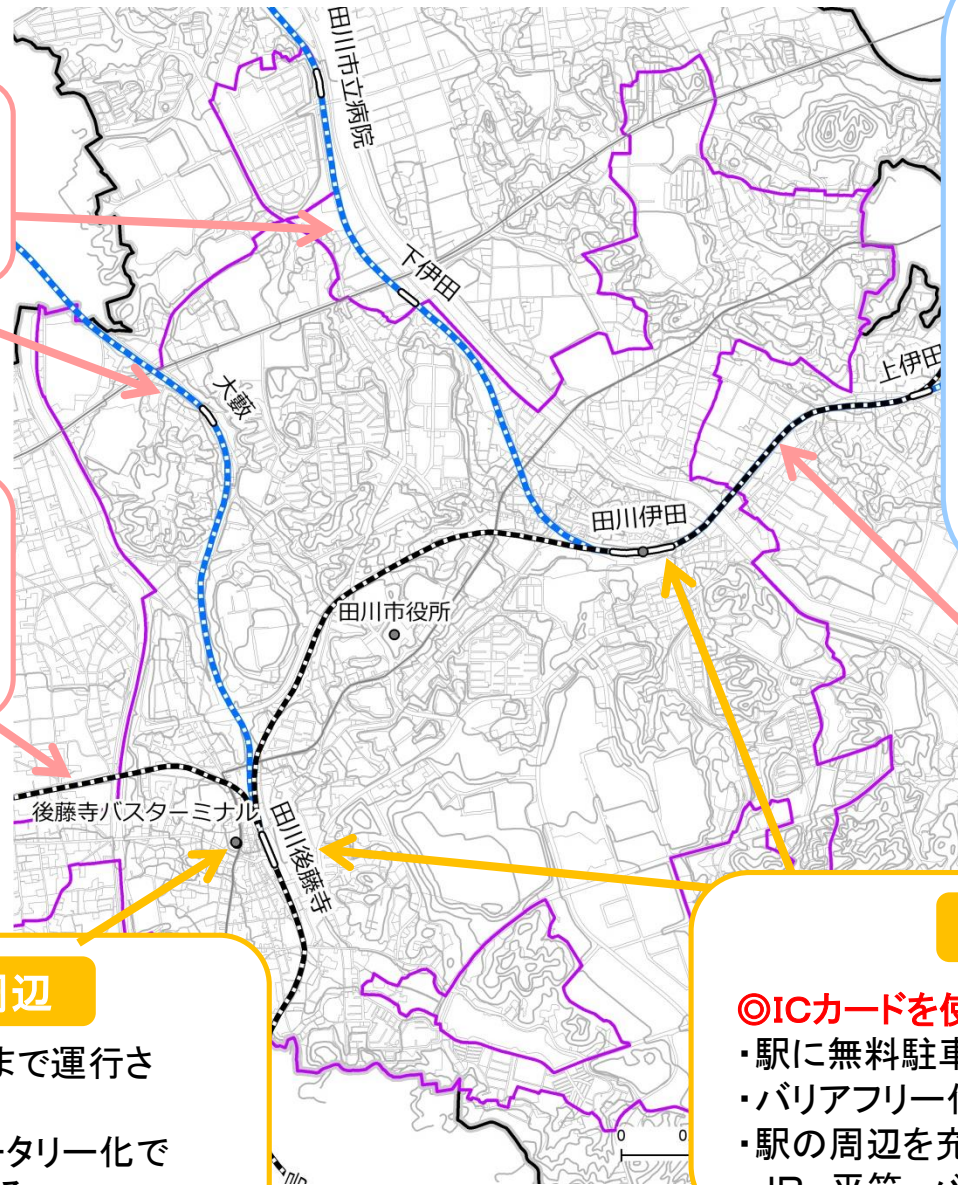 田川市立病院
下伊田
大藪
上伊田
田川伊田
田川市役所
後藤寺バスターミナル
田川後藤寺
辺
まで運行さ
タリー化で
◎ICカードを使
・駅に無料駐車
・バリアフリー化
・駅の周辺を充
0